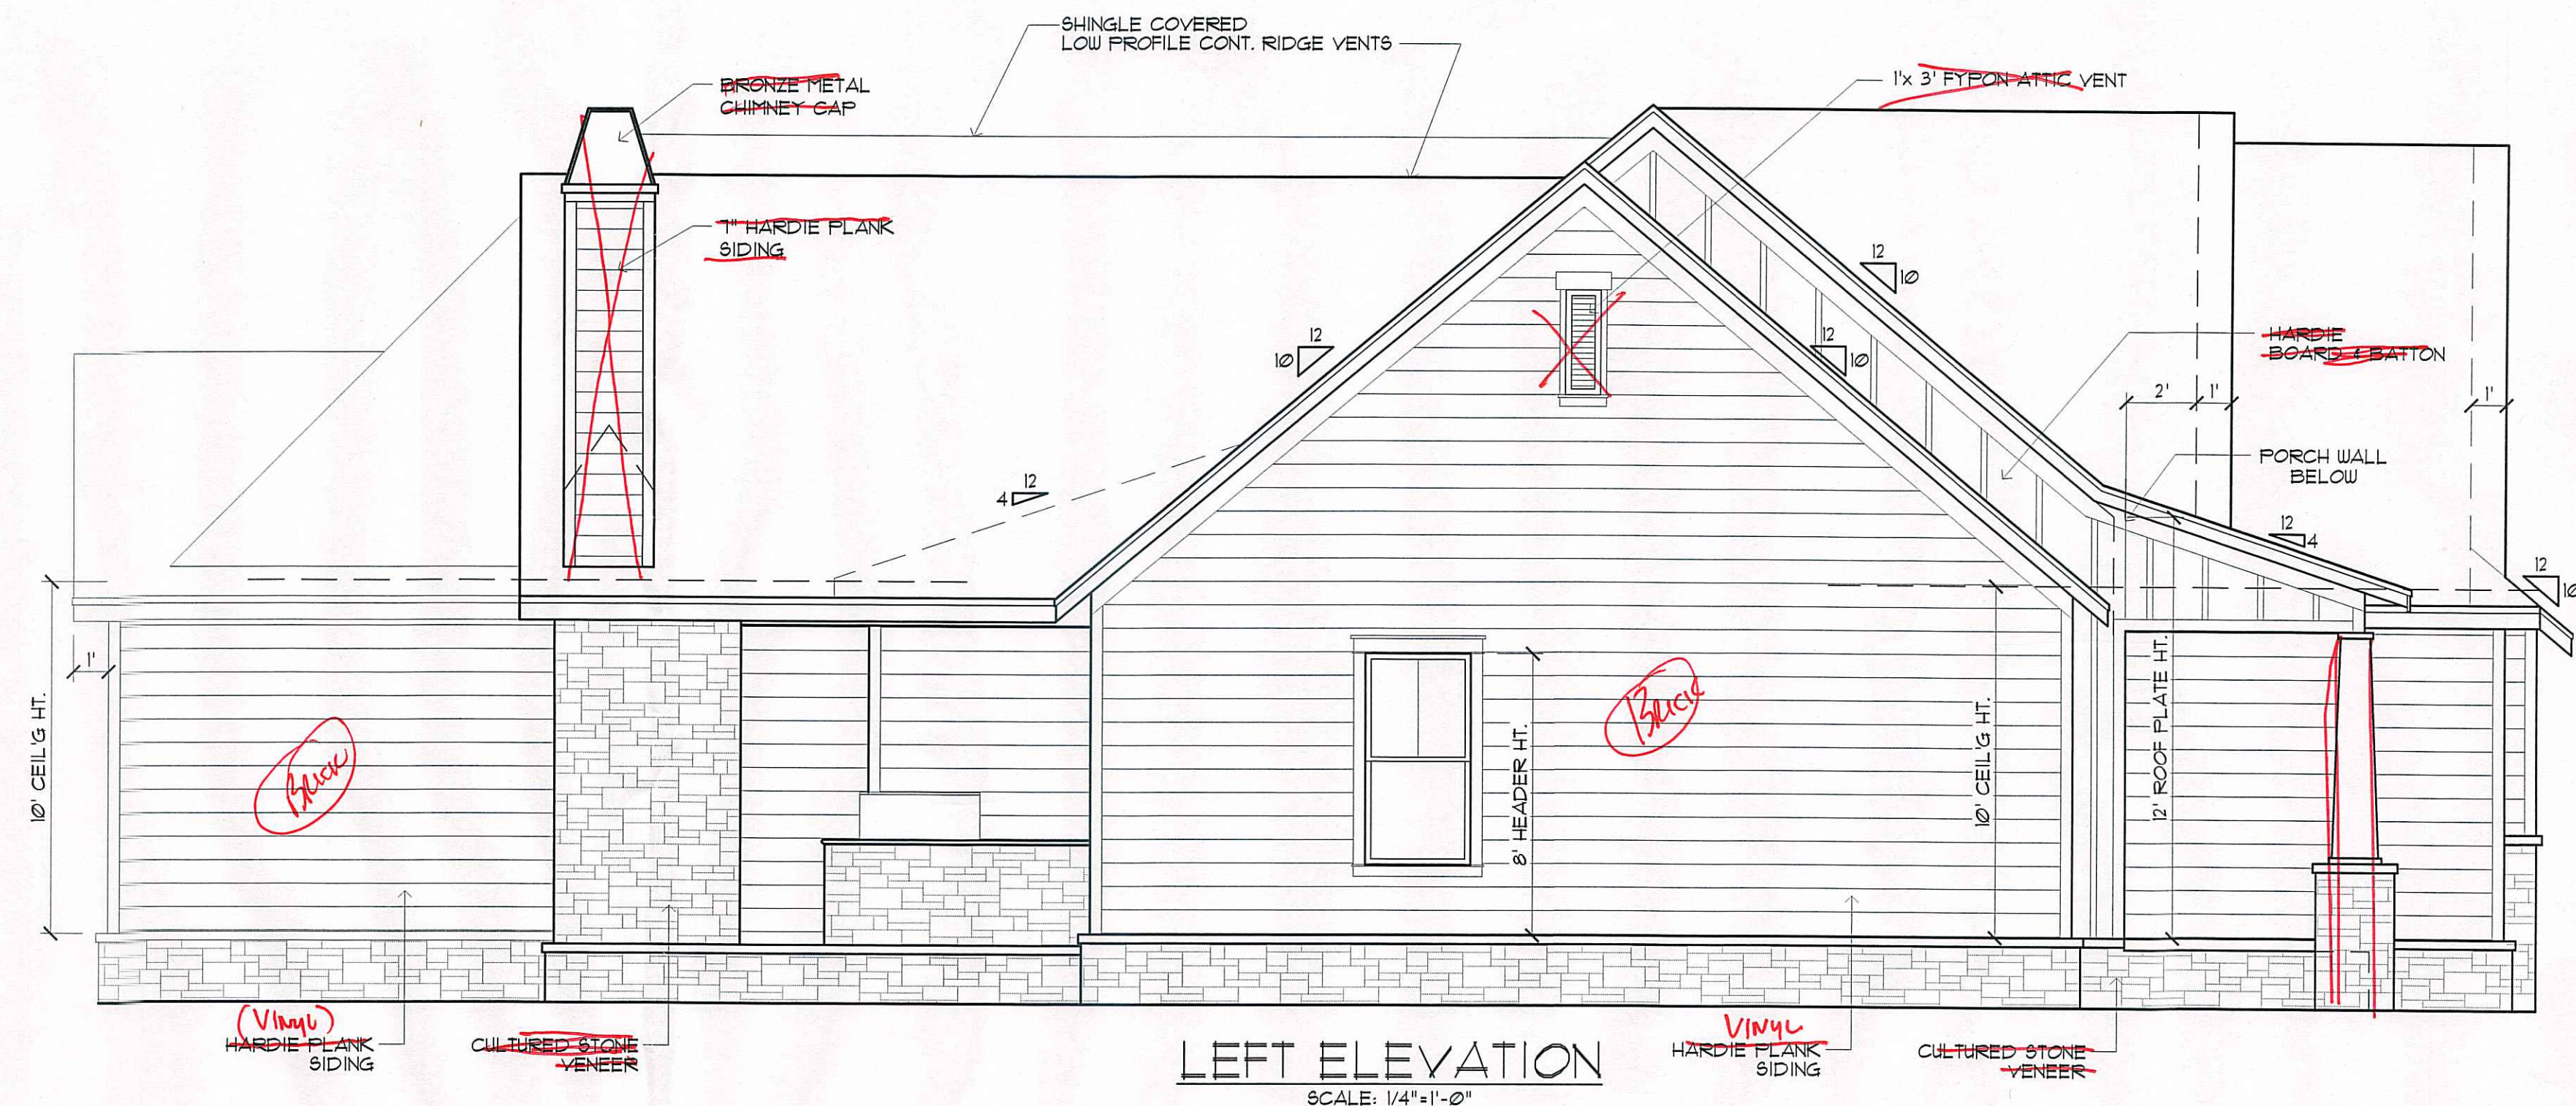 SHINGLE COVERED
LOW PROFILE CONT. RIDGE VENTS
BRONZE METAL
CHIMNEY CAP
1'x 3' FYPON ATTIC VENT
7" HARDIE PLANK
SIDING
12
10
12
10
12
10
HARDIE
BOARD & BATTON
2'
1'
1'
PORCH WALL
BELOW
12
4
12
4
12
10
1'
10' CEIL'G HT.
Brick
Brick
8' HEADER HT.
10' CEIL'G HT.
12' ROOF PLATE HT.
(VINYL)
HARDIE PLANK
SIDING
CULTURED STONE
VENEER
LEFT ELEVATION
SCALE: 1/4"=1'-0"
VINYL
HARDIE PLANK
SIDING
CULTURED STONE
VENEER